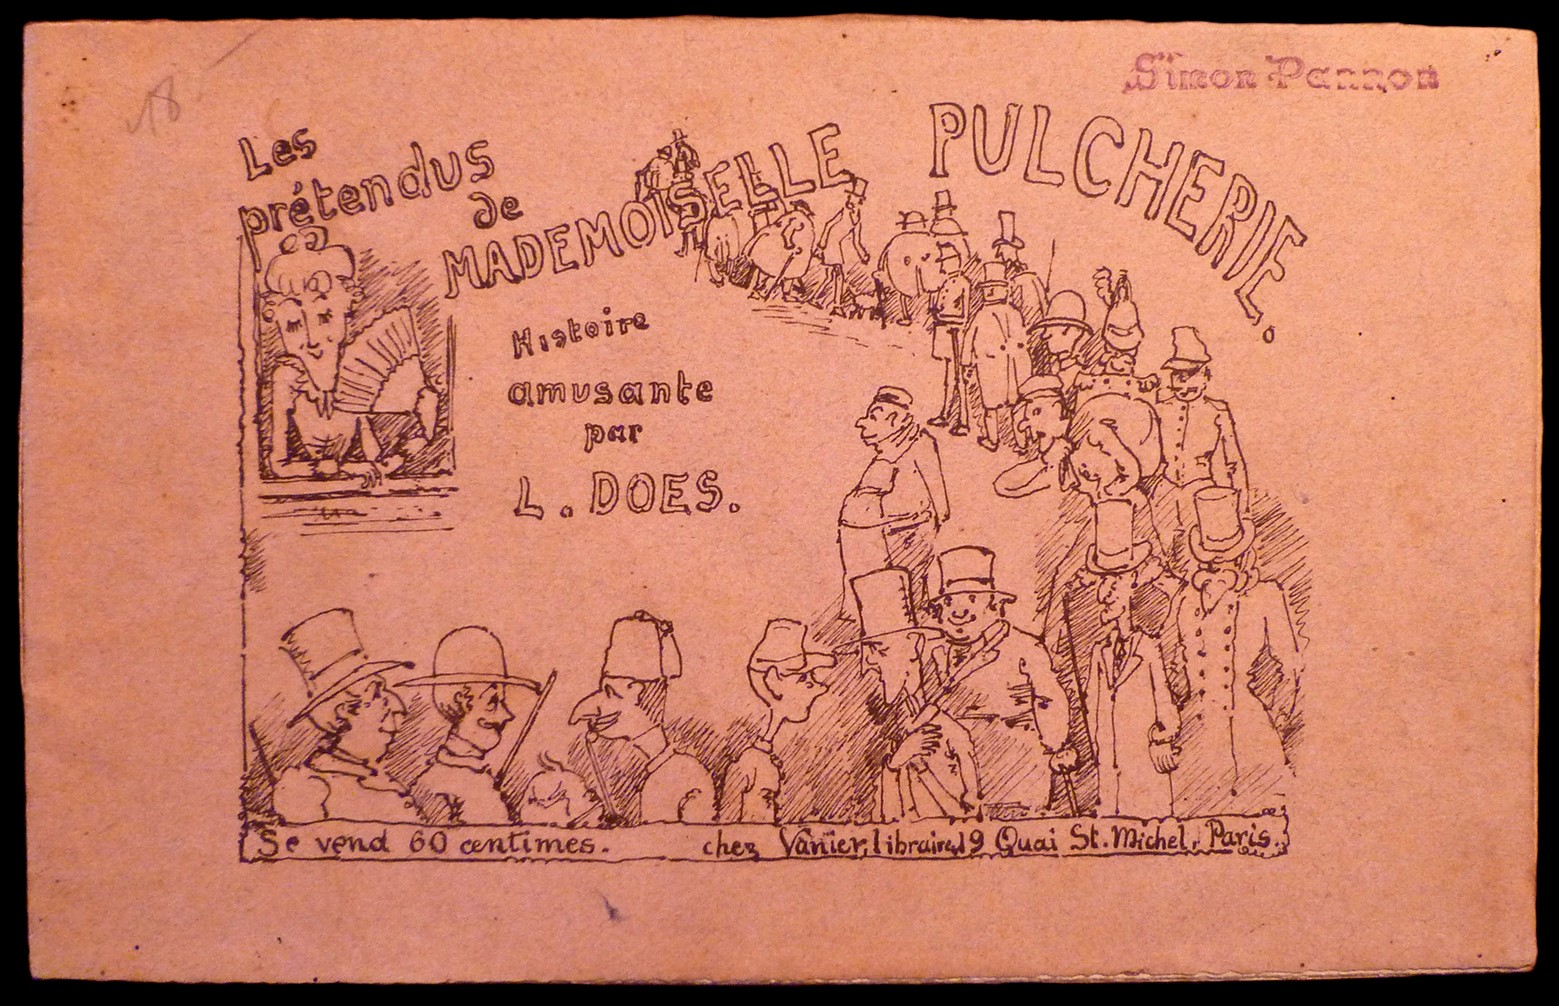 Simon Pannon
18
Les
prétendus
de
MADEMOISELLE PULCHERIE.
Histoire
amusante
par
L. DOES.
Se vend 60 centimes. chez Vanier, libraire, 19 Quai St. Michel, Paris.